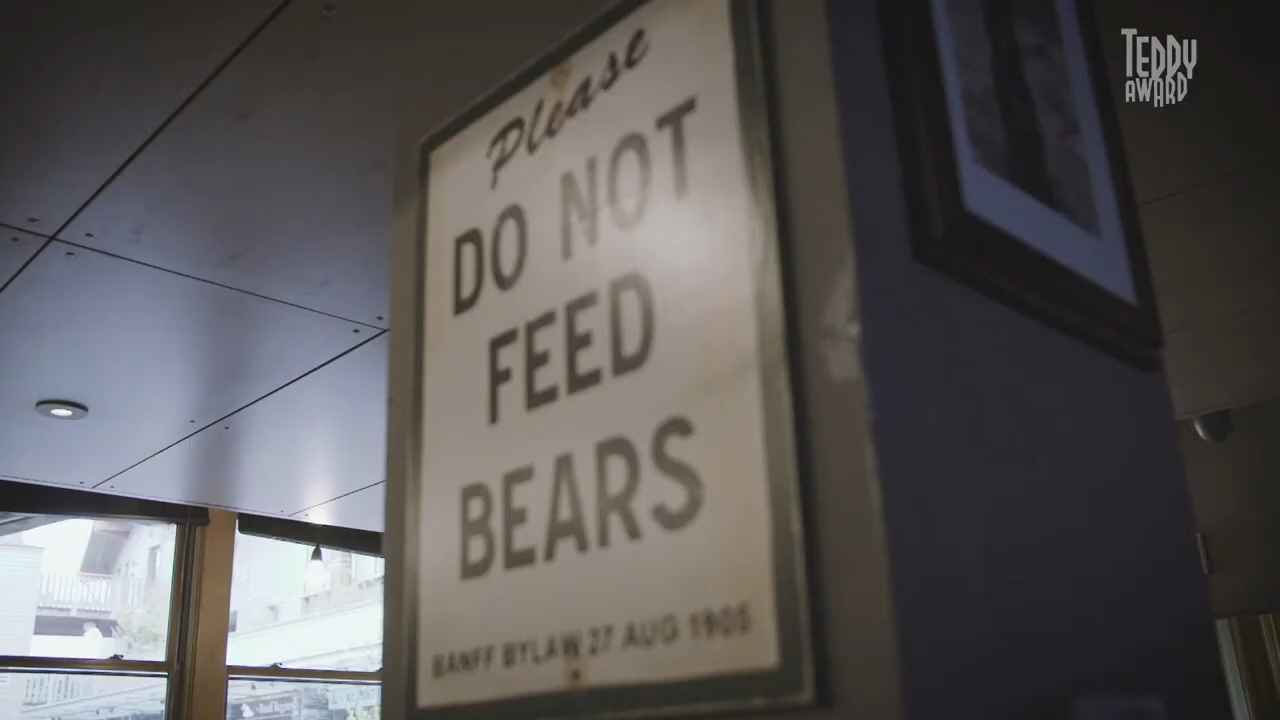 Please
DO NOT
FEED
BEARS
BANFF BYLAW 27 AUG 1905
TEDDY
AWARD